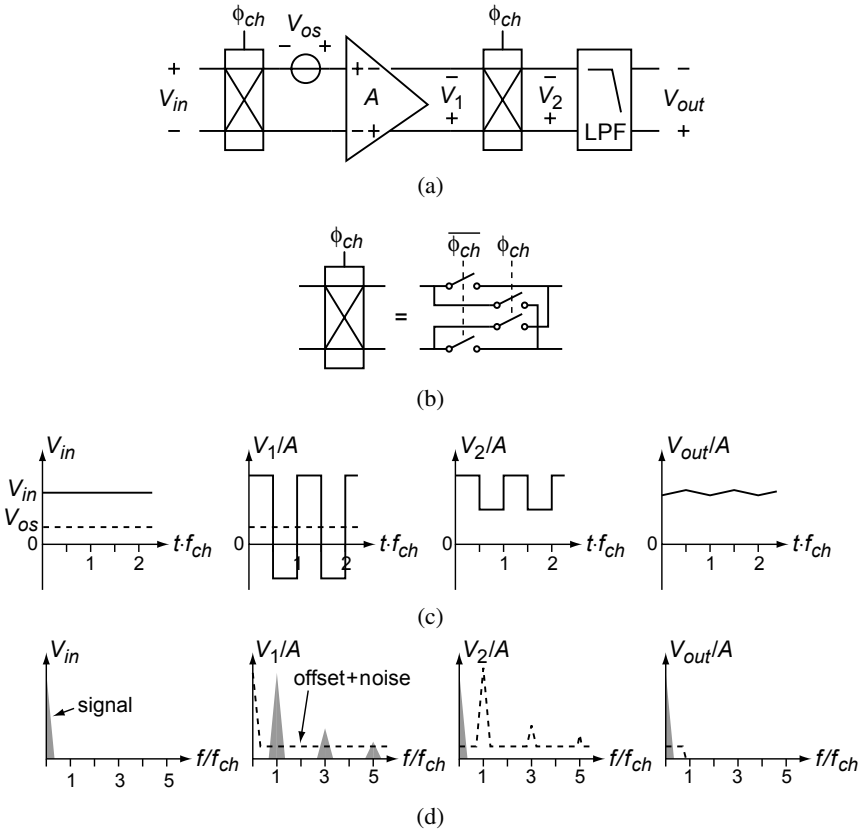 ϕch ϕch
Vos
− +
+ + − − − −
Vin A V1 V2 Vout
− − + + + LPF +
(a)
ϕch ϕch ϕch
=
(b)
Vin V1/A V2/A Vout/A
Vin
Vos
0 1 2 t·fch 0 1 2 t·fch 0 1 2 t·fch 0 1 2 t·fch
(c)
Vin V1/A V2/A Vout/A
offset+noise
signal
1 3 5 f/fch 1 3 5 f/fch 1 3 5 f/fch 1 3 5 f/fch
(d)